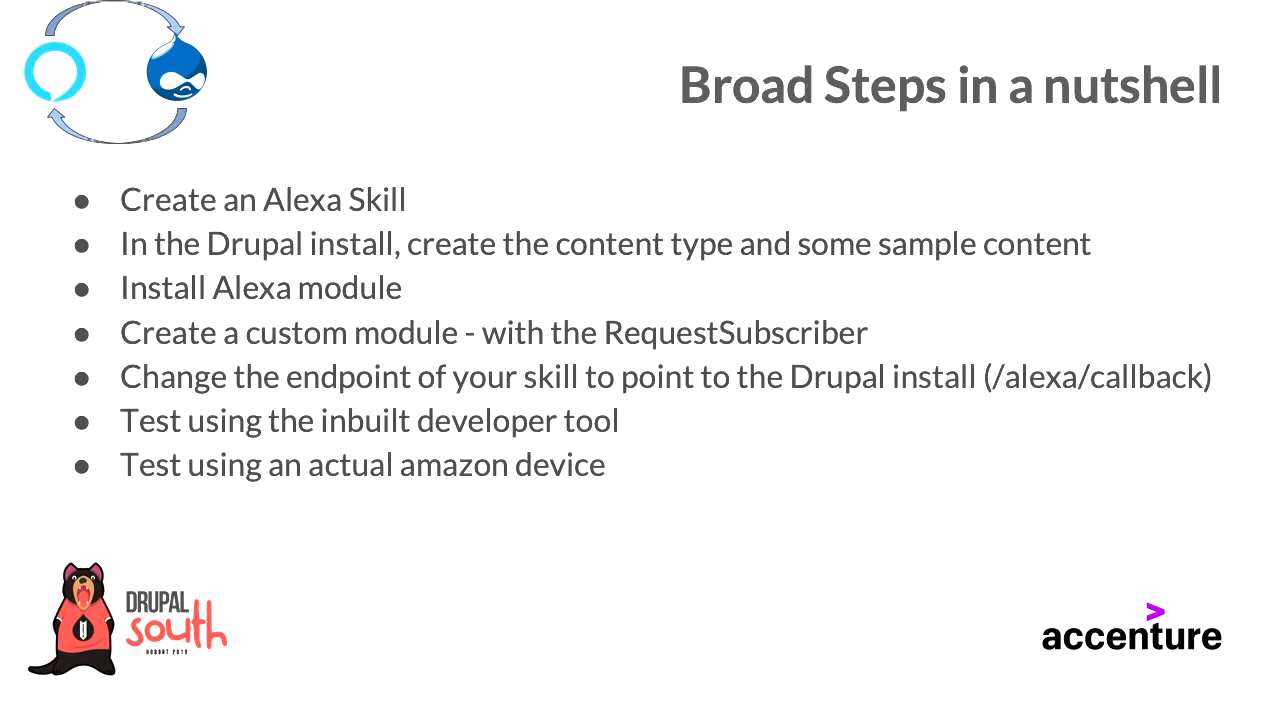 Broad Steps in a nutshell
● Create an Alexa Skill
● In the Drupal install, create the content type and some sample content
● Install Alexa module
● Create a custom module - with the RequestSubscriber
● Change the endpoint of your skill to point to the Drupal install (/alexa/callback)
● Test using the inbuilt developer tool
● Test using an actual amazon device
DRUPAL
south
HOBART 2019
accenture